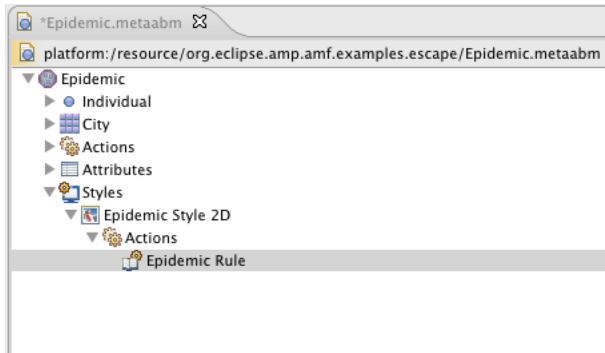 *Epidemic.metaabm
platform:/resource/org.eclipse.amp.amf.examples.escape/Epidemic.metaabm
Epidemic
Individual
City
Actions
Attributes
Styles
Epidemic Style 2D
Actions
Epidemic Rule